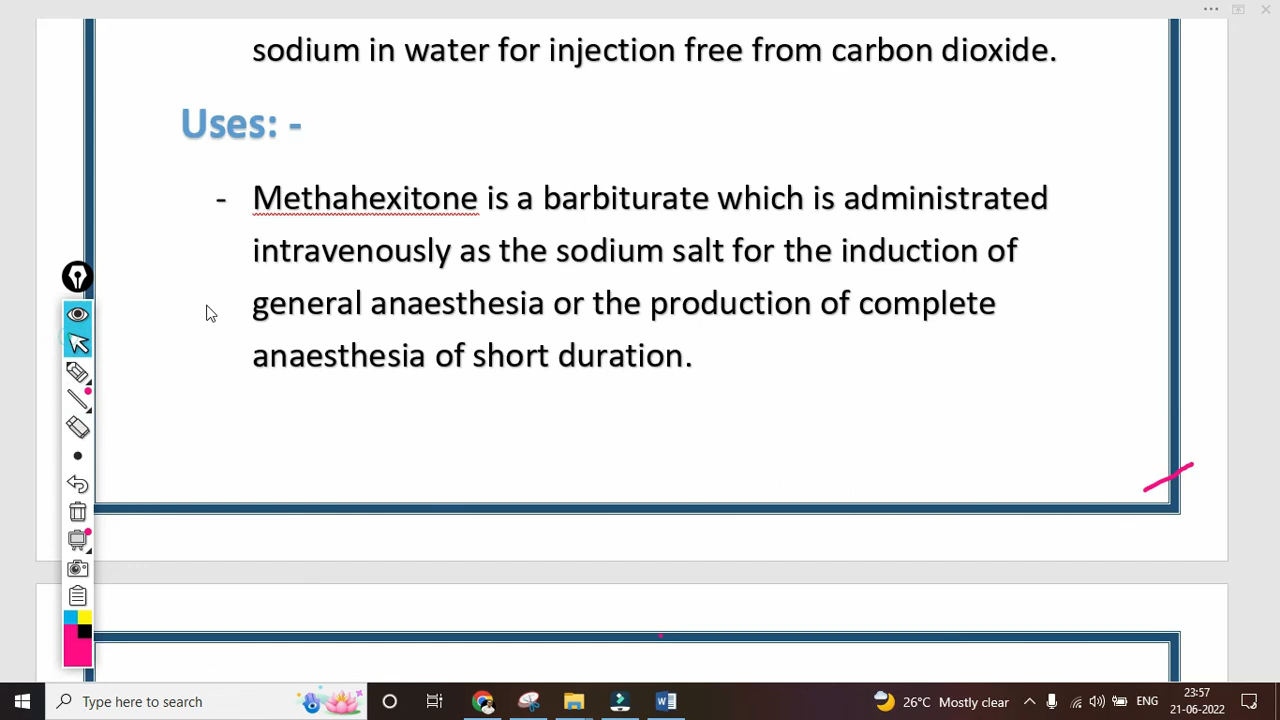 sodium in water for injection free from carbon dioxide.
Uses: -
- Methahexitone is a barbiturate which is administrated
intravenously as the sodium salt for the induction of
general anaesthesia or the production of complete
anaesthesia of short duration.
Type here to search
26°C Mostly clear
ENG
23:57
21-06-2022